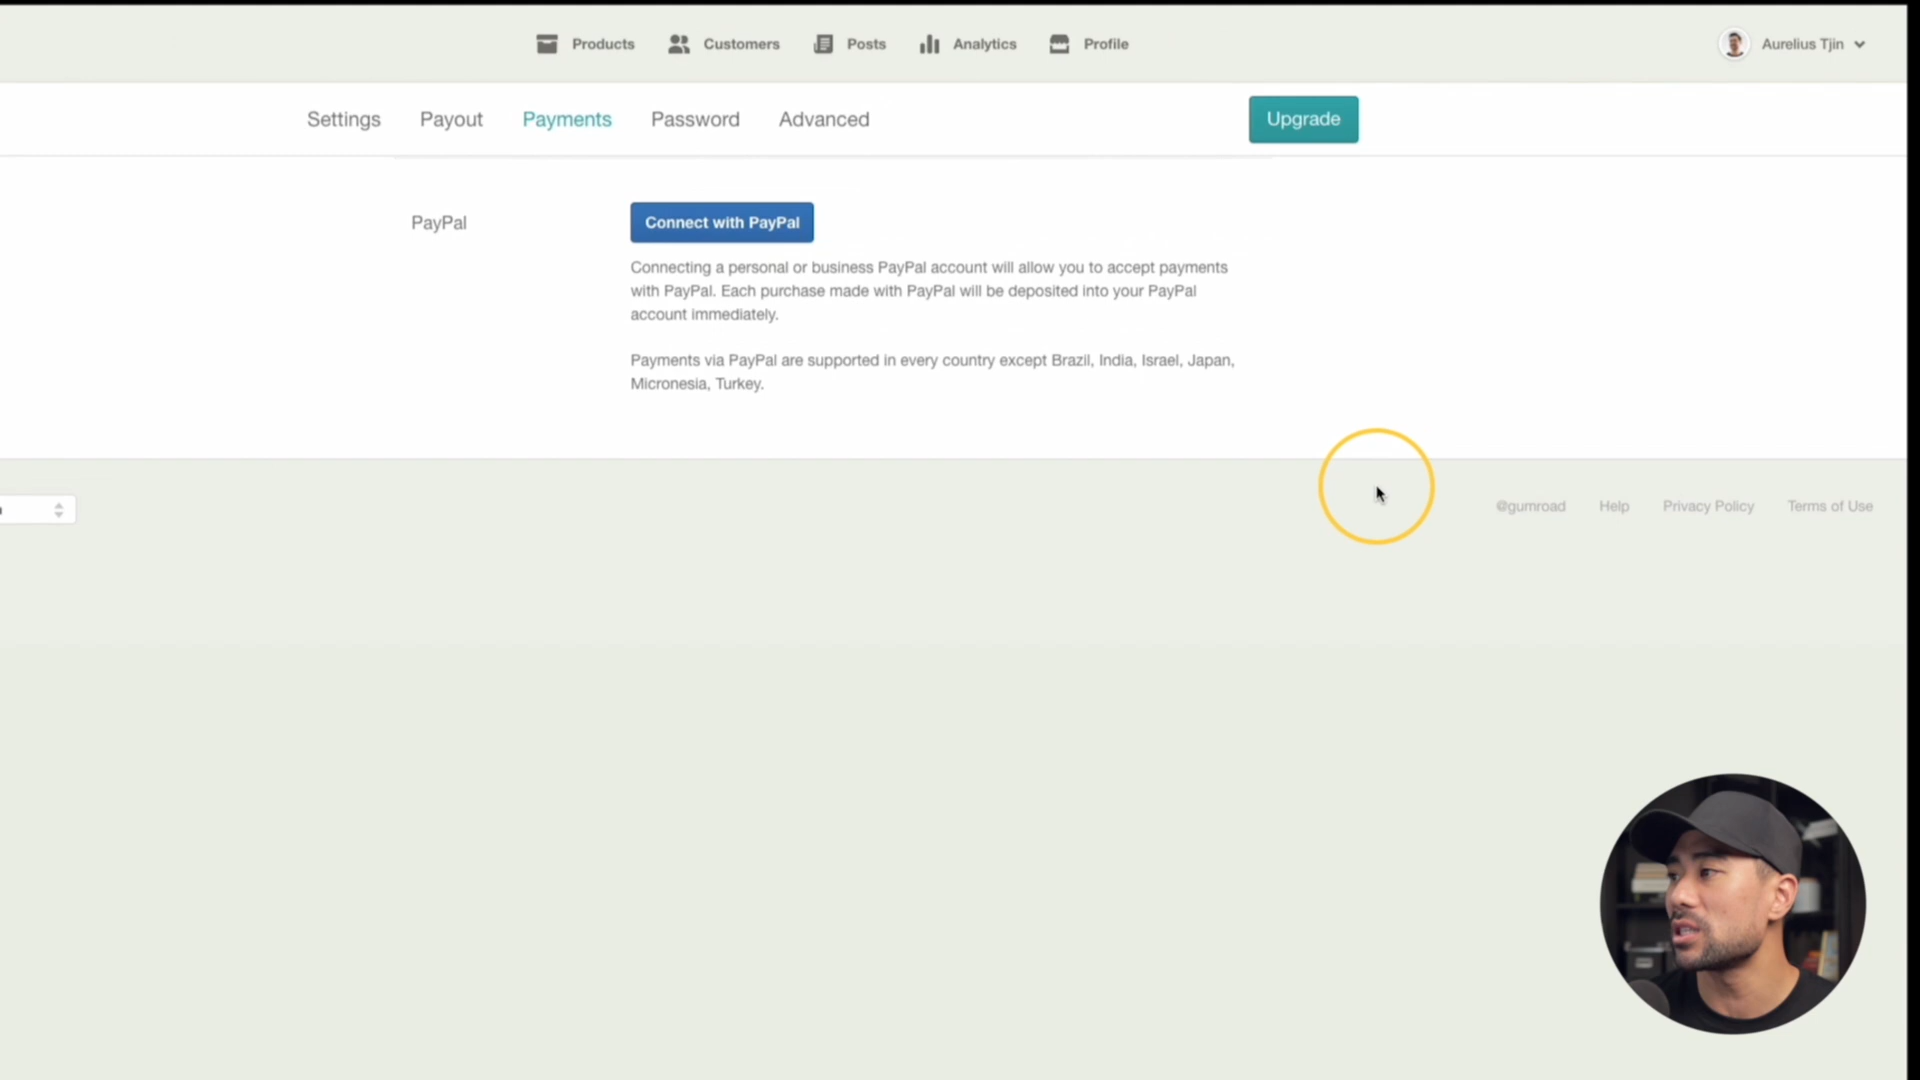 Products Customers Posts Analytics Profile Aurelius Tjin
Settings Payout Payments Password Advanced Upgrade
PayPal Connect with PayPal
Connecting a personal or business PayPal account will allow you to accept payments
with PayPal. Each purchase made with PayPal will be deposited into your PayPal
account immediately.
Payments via PayPal are supported in every country except Brazil, India, Israel, Japan,
Micronesia, Turkey.
@gumroad Help Privacy Policy Terms of Use